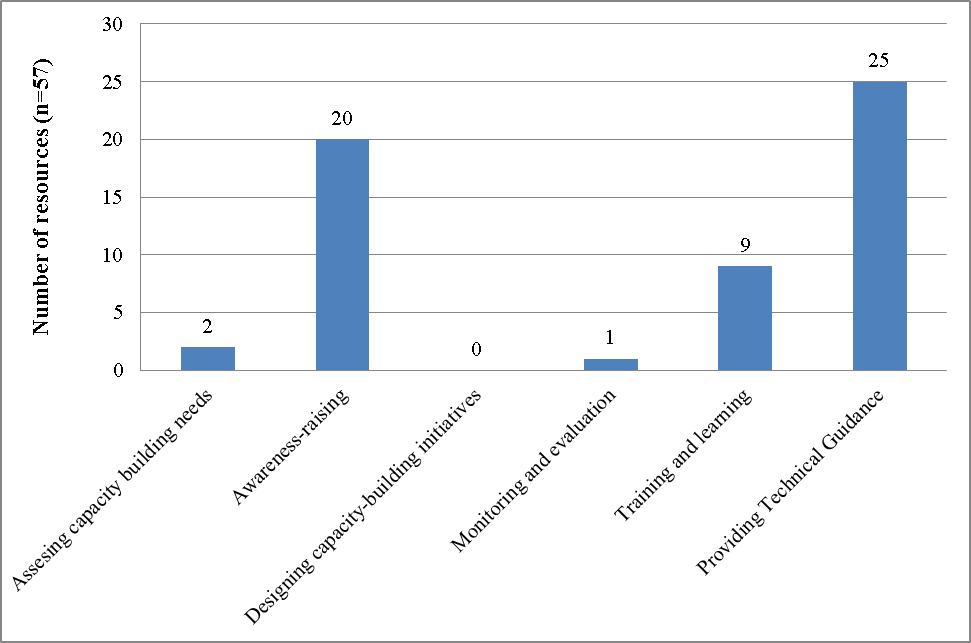 Number of resources (n=57)
30
25
20
15
10
5
0
2
20
0
1
9
25
Assesing capacity building needs
Awareness-raising
Designing capacity-building initiatives
Monitoring and evaluation
Training and learning
Providing Technical Guidance